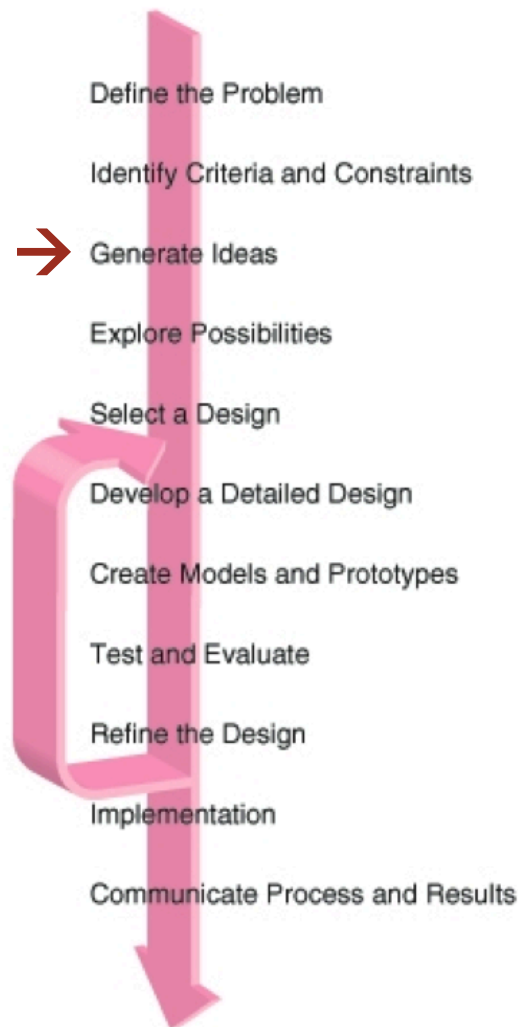 Define the Problem
Identify Criteria and Constraints
Generate Ideas
Explore Possibilities
Select a Design
Develop a Detailed Design
Create Models and Prototypes
Test and Evaluate
Refine the Design
Implementation
Communicate Process and Results